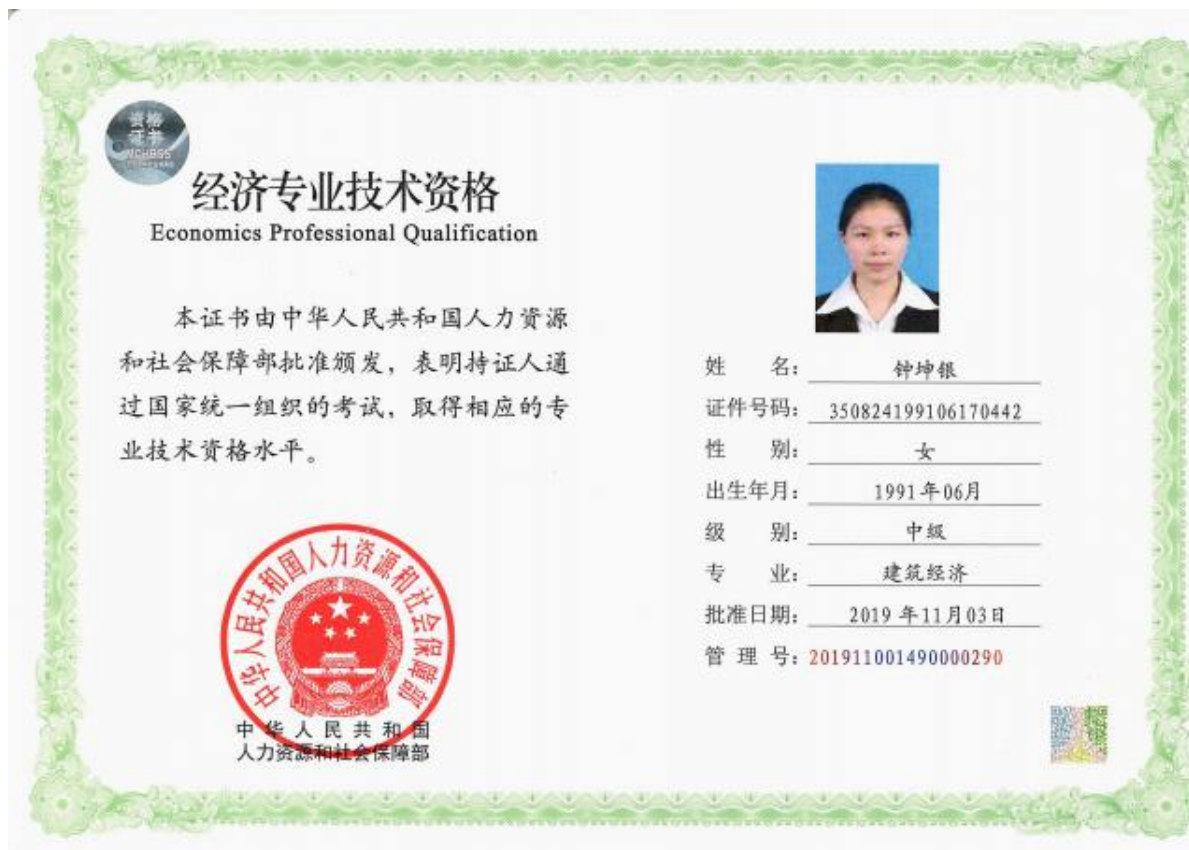 资格
证书
MOHRSS
经济专业技术资格
Economics Professional Qualification
本证书由中华人民共和国人力资源
和社会保障部批准颁发，表明持证人通
过国家统一组织的考试，取得相应的专
业技术资格水平。
中华人民共和国人力资源和社会保障部
中华人民共和国
人力资源和社会保障部
姓 名：钟坤银
证件号码：350824199106170442
性 别：女
出生年月：1991年06月
级 别：中级
专 业：建筑经济
批准日期：2019年11月03日
管 理 号：201911001490000290